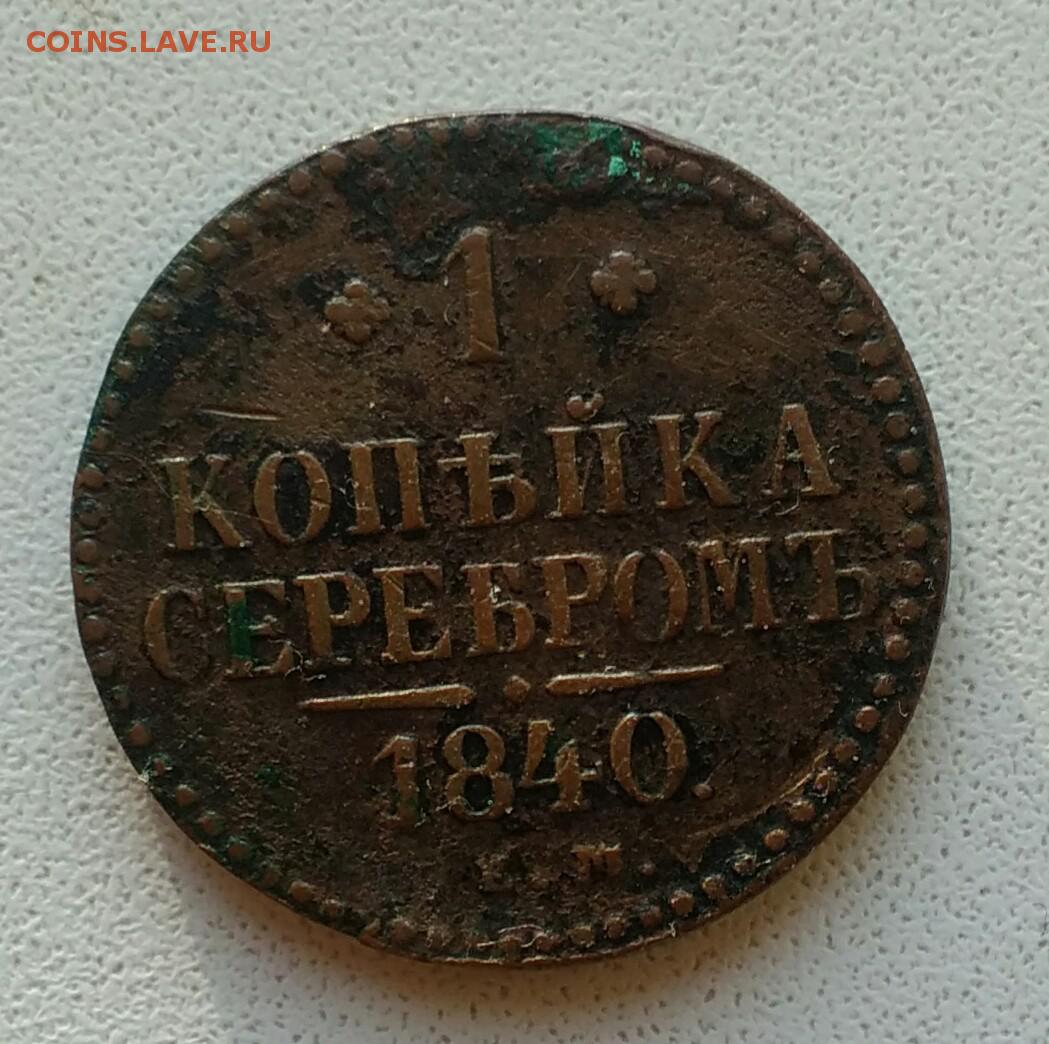 COINS.LAVE.RU
1
КОПѢЙКА
СЕРЕБРОМЪ
1840.